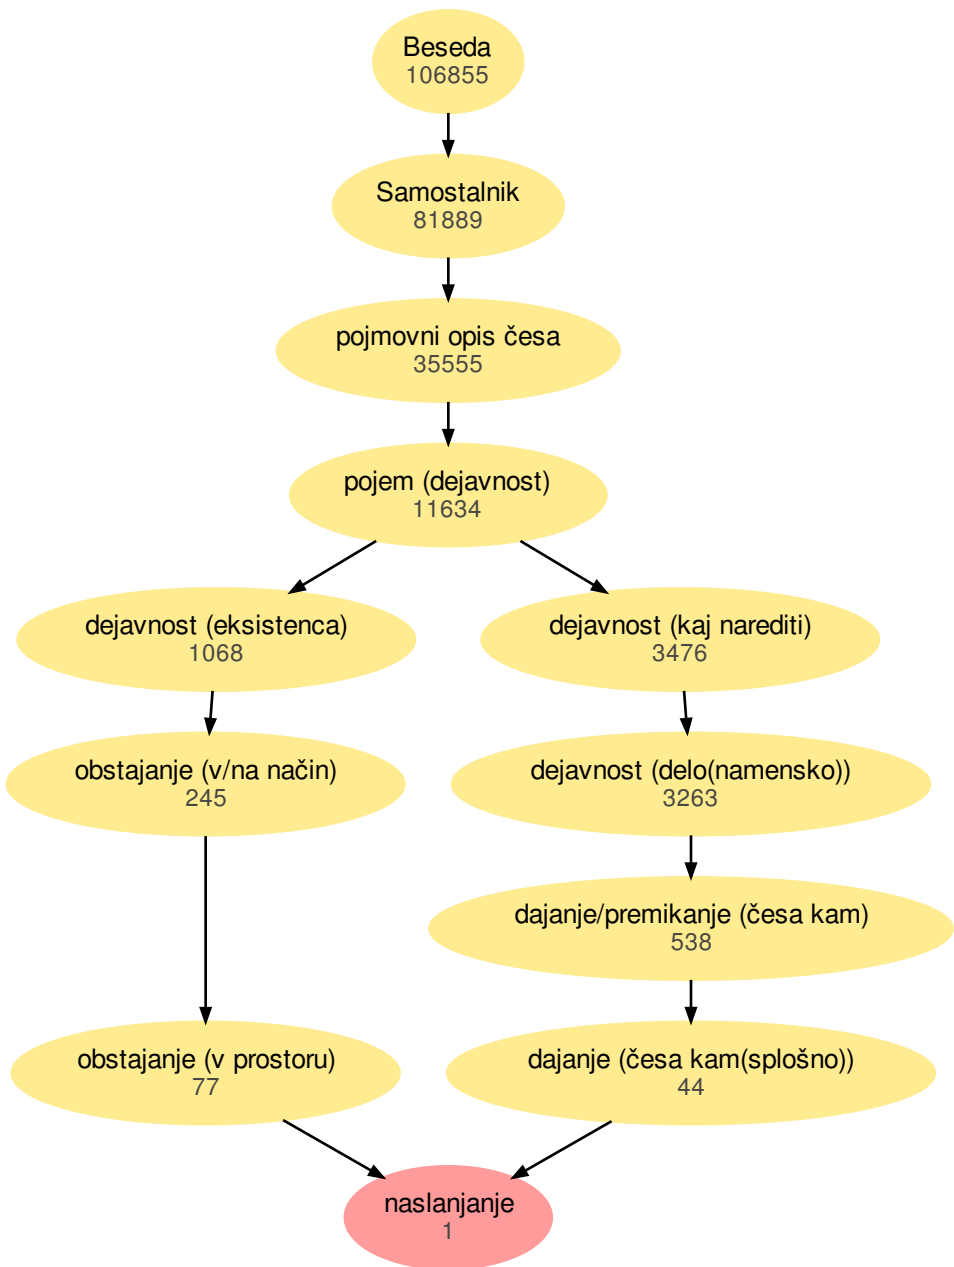 Beseda
106855
Samostalnik
81889
pojmovni opis česa
35555
pojem (dejavnost)
11634
dejavnost (eksistenca)
1068
dejavnost (kaj narediti)
3476
obstajanje (v/na način)
245
dejavnost (delo(namensko))
3263
dajanje/premikanje (česa kam)
538
obstajanje (v prostoru)
77
dajanje (česa kam(splošno))
44
naslanjanje
1